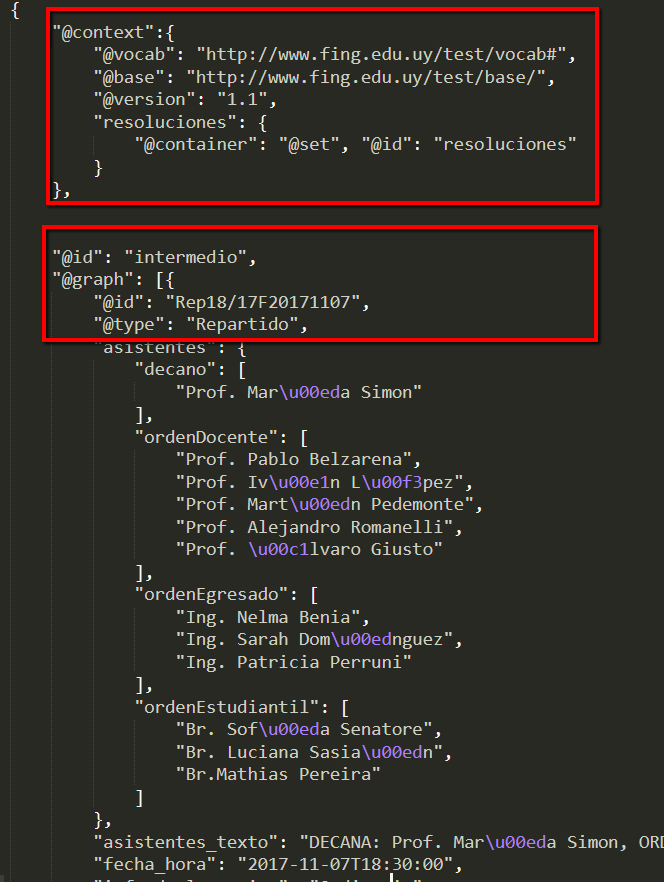 {
"@context":{
"@vocab": "http://www.fing.edu.uy/test/vocab#",
"@base": "http://www.fing.edu.uy/test/base/",
"@version": "1.1",
"resoluciones": {
"@container": "@set", "@id": "resoluciones"
}
},
"@id": "intermedio",
"@graph": [{
"@id": "Rep18/17F20171107",
"@type": "Repartido",
"asistentes": {
"decano": [
"Prof. Mar\u00eda Simon"
],
"ordenDocente": [
"Prof. Pablo Belzarena",
"Prof. Iv\u00e1n L\u00f3pez",
"Prof. Mart\u00edn Pedemonte",
"Prof. Alejandro Romanelli",
"Prof. \u00c1lvaro Giusto"
],
"ordenEgresado": [
"Ing. Nelma Benia",
"Ing. Sarah Dom\u00ednguez",
"Ing. Patricia Perruni"
],
"ordenEstudiantil": [
"Br. Sof\u00eda Senatore",
"Br. Luciana Sasia\u00edn",
"Br.Mathias Pereira"
]
},
"asistentes_texto": "DECANA: Prof. Mar\u00eda Simon, ORD
"fecha_hora": "2017-11-07T18:30:00",